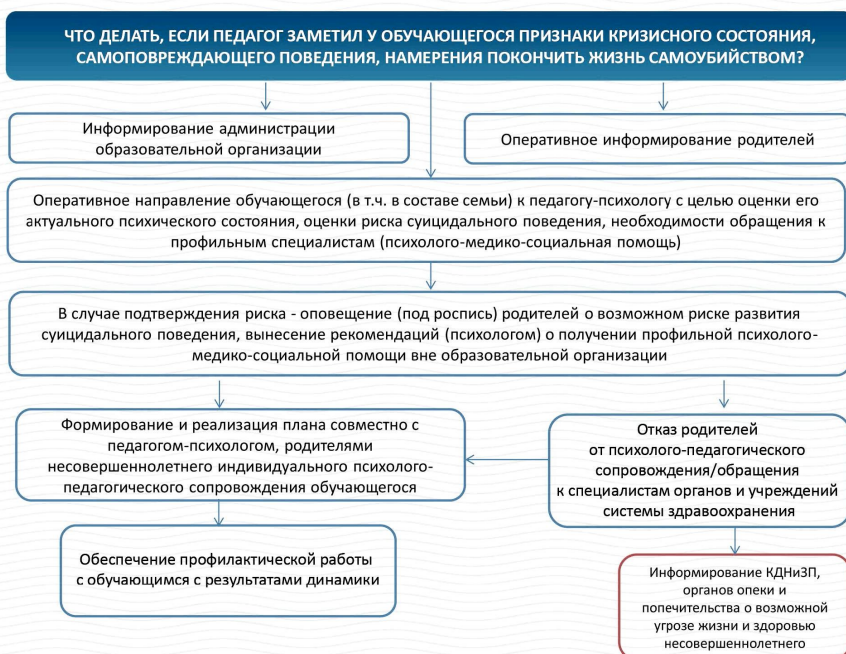 ЧТО ДЕЛАТЬ, ЕСЛИ ПЕДАГОГ ЗАМЕТИЛ У ОБУЧАЮЩЕГОСЯ ПРИЗНАКИ КРИЗИСНОГО СОСТОЯНИЯ,
САМОПОВРЕЖДАЮЩЕГО ПОВЕДЕНИЯ, НАМЕРЕНИЯ ПОКОНЧИТЬ ЖИЗНЬ САМОУБИЙСТВОМ?
Информирование администрации
образовательной организации
Оперативное информирование родителей
Оперативное направление обучающегося (в т.ч. в составе семьи) к педагогу-психологу с целью оценки его
актуального психического состояния, оценки риска суицидального поведения, необходимости обращения к
профильным специалистам (психолого-медико-социальная помощь)
В случае подтверждения риска - оповещение (под роспись) родителей о возможном риске развития
суицидального поведения, вынесение рекомендаций (психологом) о получении профильной психолого-
медико-социальной помощи вне образовательной организации
Формирование и реализация плана совместно с
педагогом-психологом, родителями
несовершеннолетнего индивидуального психолого-
педагогического сопровождения обучающегося
Отказ родителей
от психолого-педагогического
сопровождения/обращения
к специалистам органов и учреждений
системы здравоохранения
Обеспечение профилактической работы
с обучающимся с результатами динамики
Информирование КДНиЗП,
органов опеки и
попечительства о возможной
угрозе жизни и здоровью
несовершеннолетнего